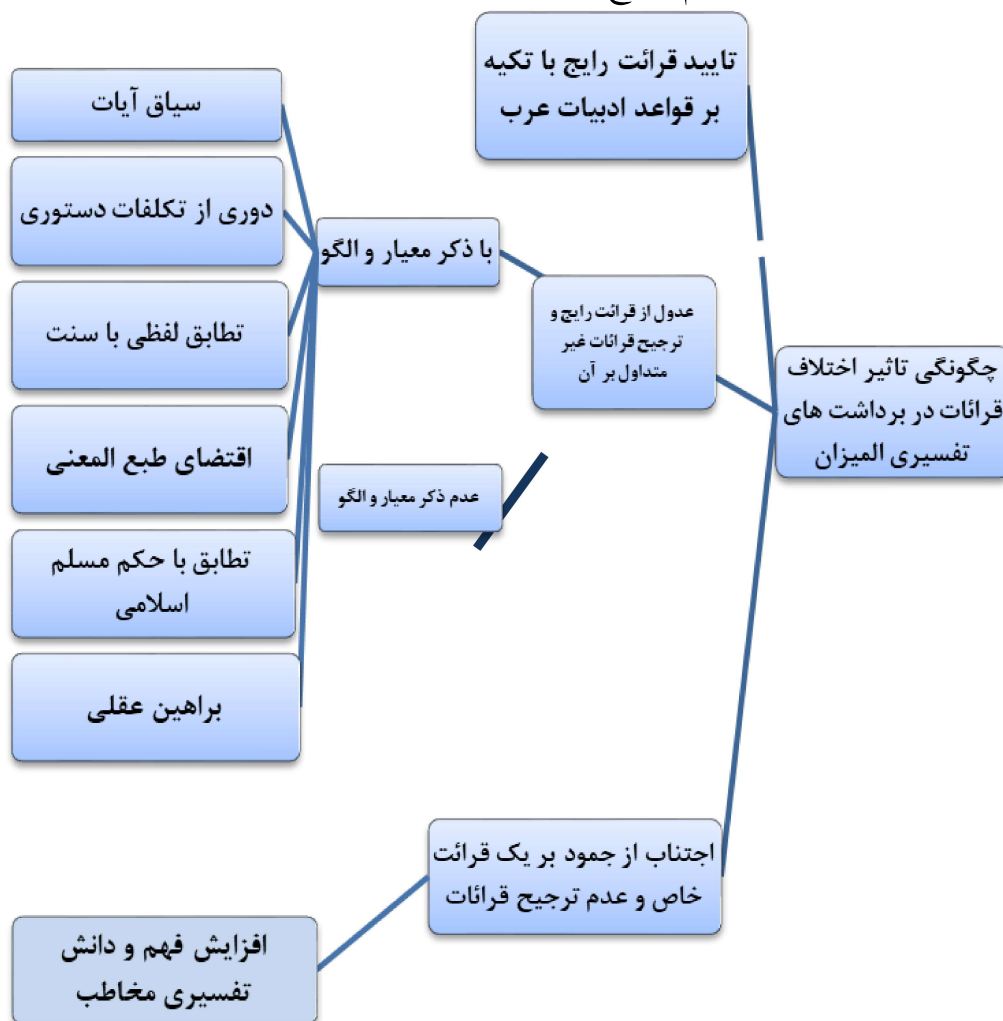 چگونگی تاثیر اختلاف
قرائات در برداشت های
تفسیری المیزان
تایید قرائت رایج با تکیه
بر قواعد ادبیات عرب
عدول از قرائت رایج و
ترجیح قرائات غیر
متداول بر آن
با ذکر معیار و الگو
سیاق آیات
دوری از تکلفات دستوری
تطابق لفظی با سنت
اقتضای طبع المعنی
تطابق با حکم مسلم
اسلامی
براهین عقلی
عدم ذکر معیار و الگو
اجتناب از جمود بر یک قرائت
خاص و عدم ترجیح قرائات
افزایش فهم و دانش
تفسیری مخاطب